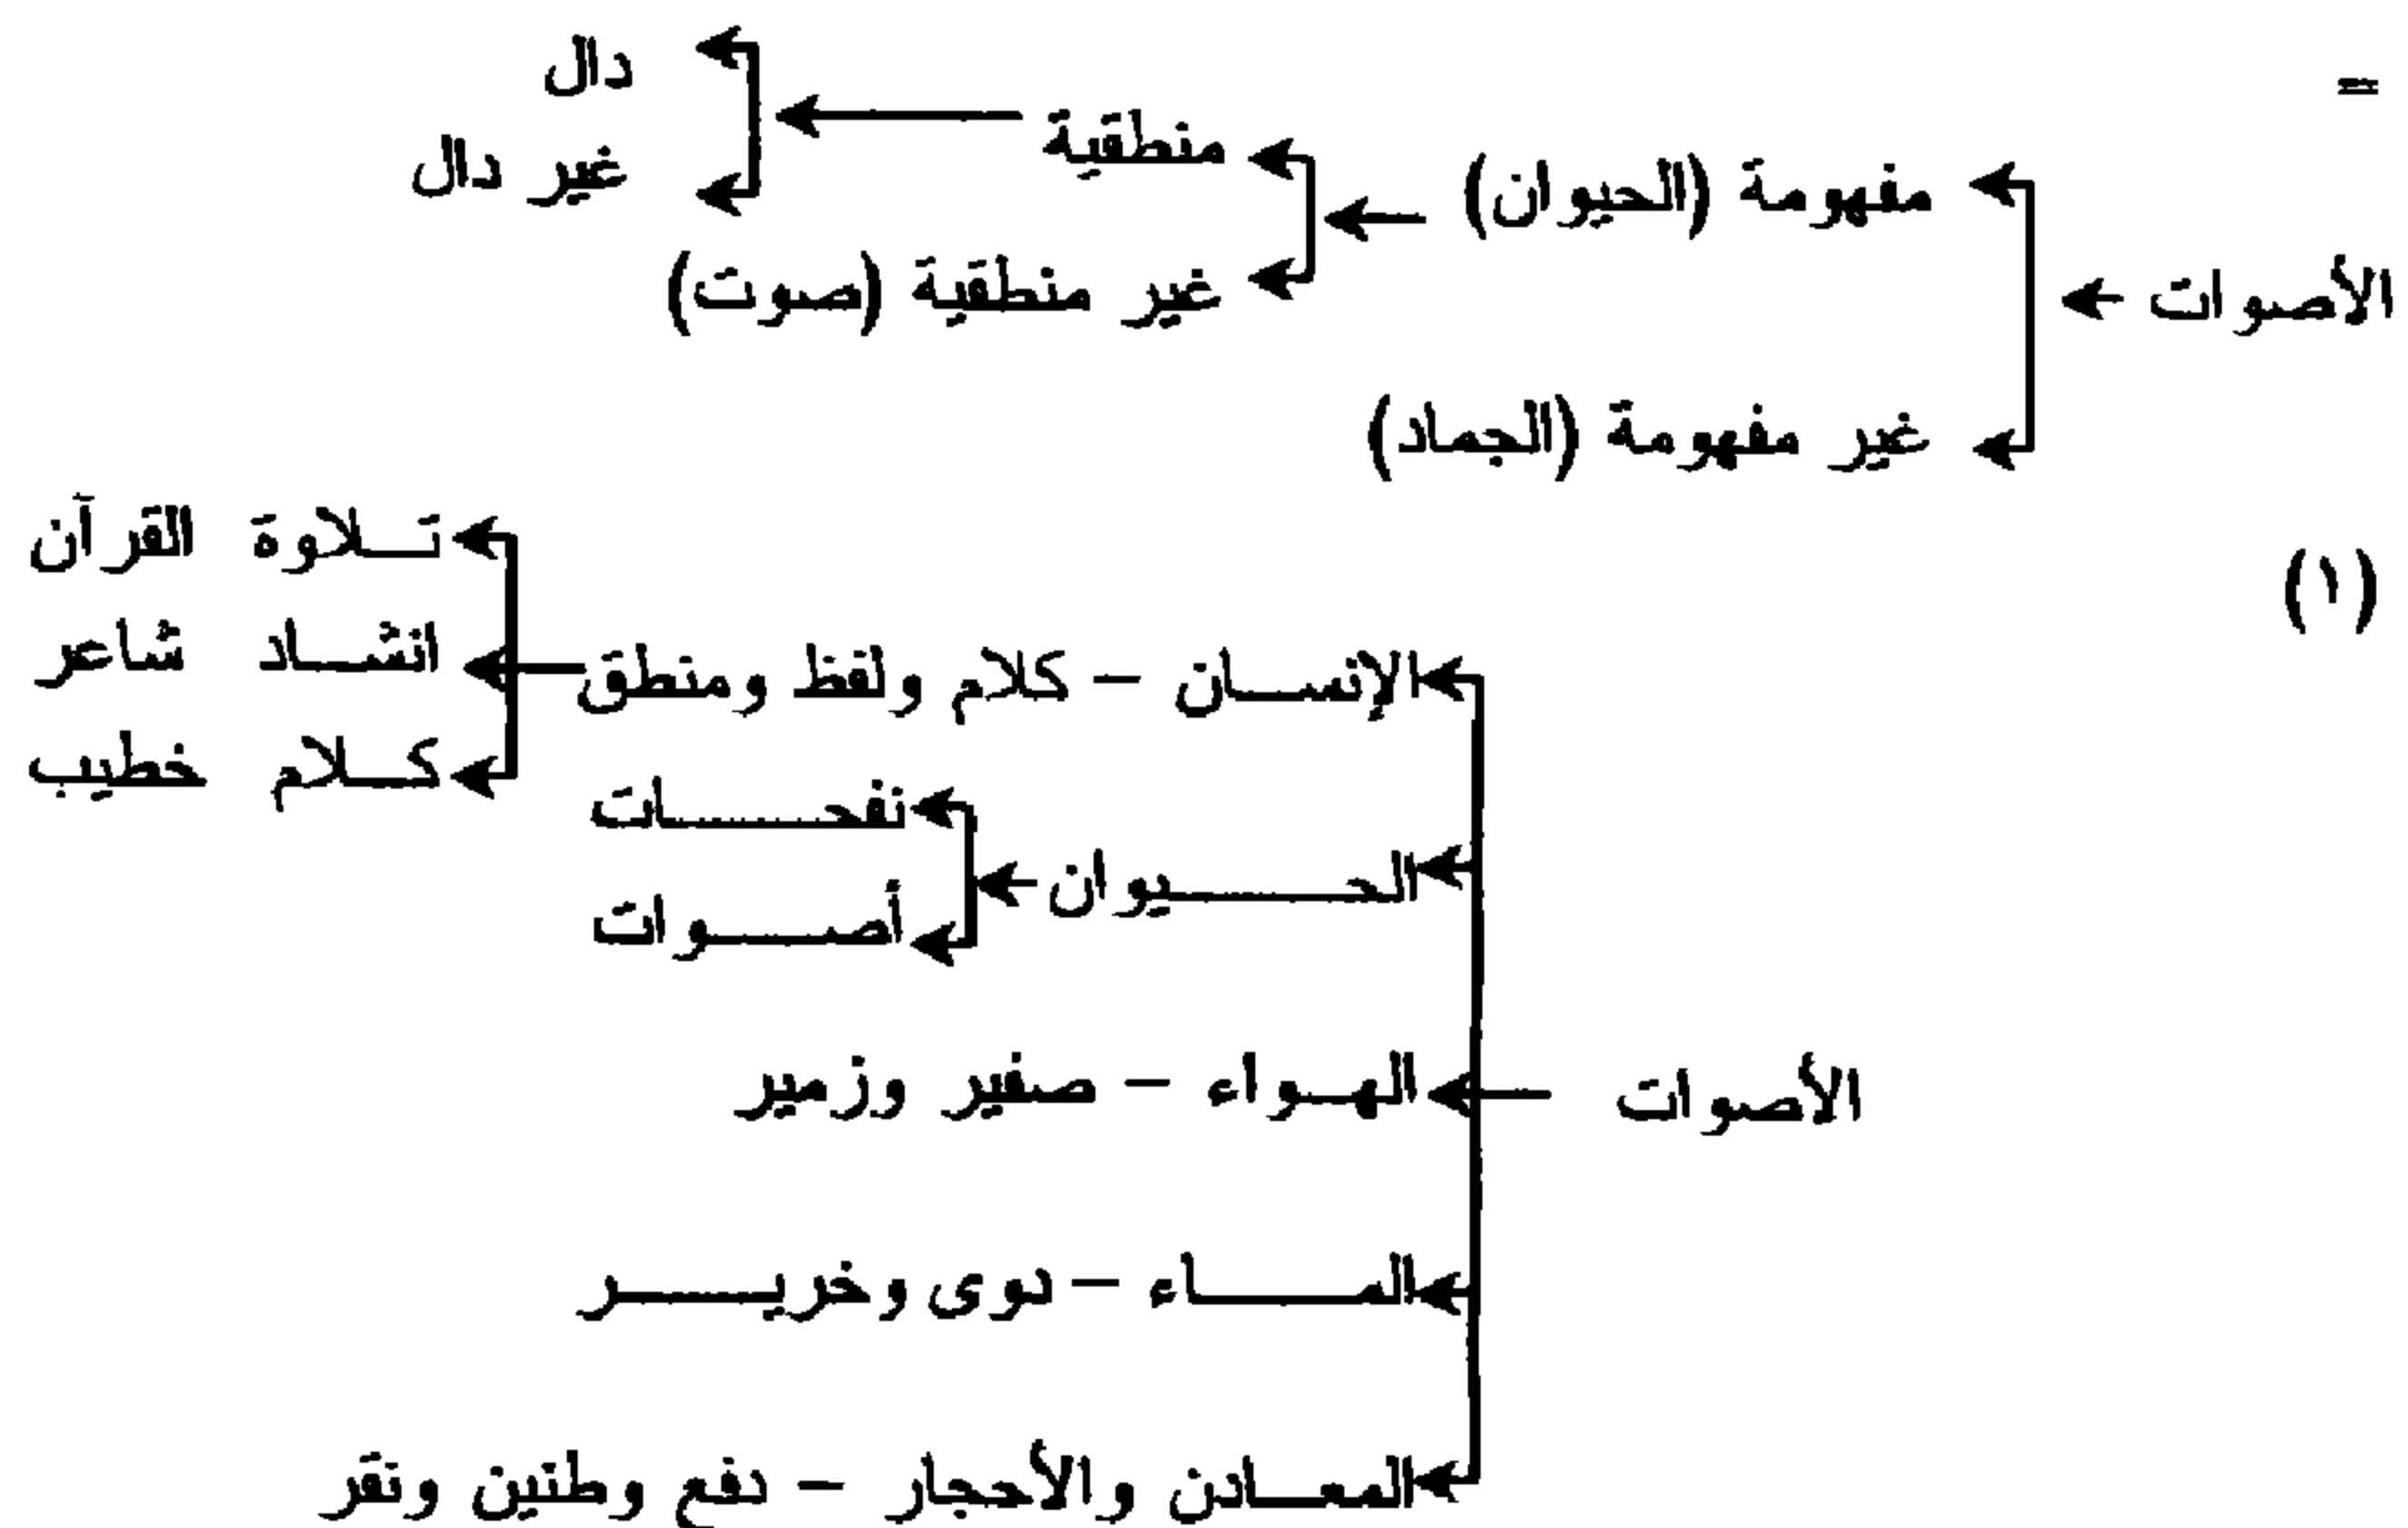 =
الأصوات
مفهومة (الحيوان)
منطقية
دال
غير دال
غير منطقية (صوت)
غير مفهومة (الجماد)
(١)
الأصوات
الإنسان – كلام ولفظ ومنطق
تلاوة القرآن
انشاد شاعر
كلام خطيب
الحيوان
نفحات
أصوات
الهواء – صفير وزمير
الماء – دوى وخرير
المعادن والأحجار – دفع وطنين ونقر